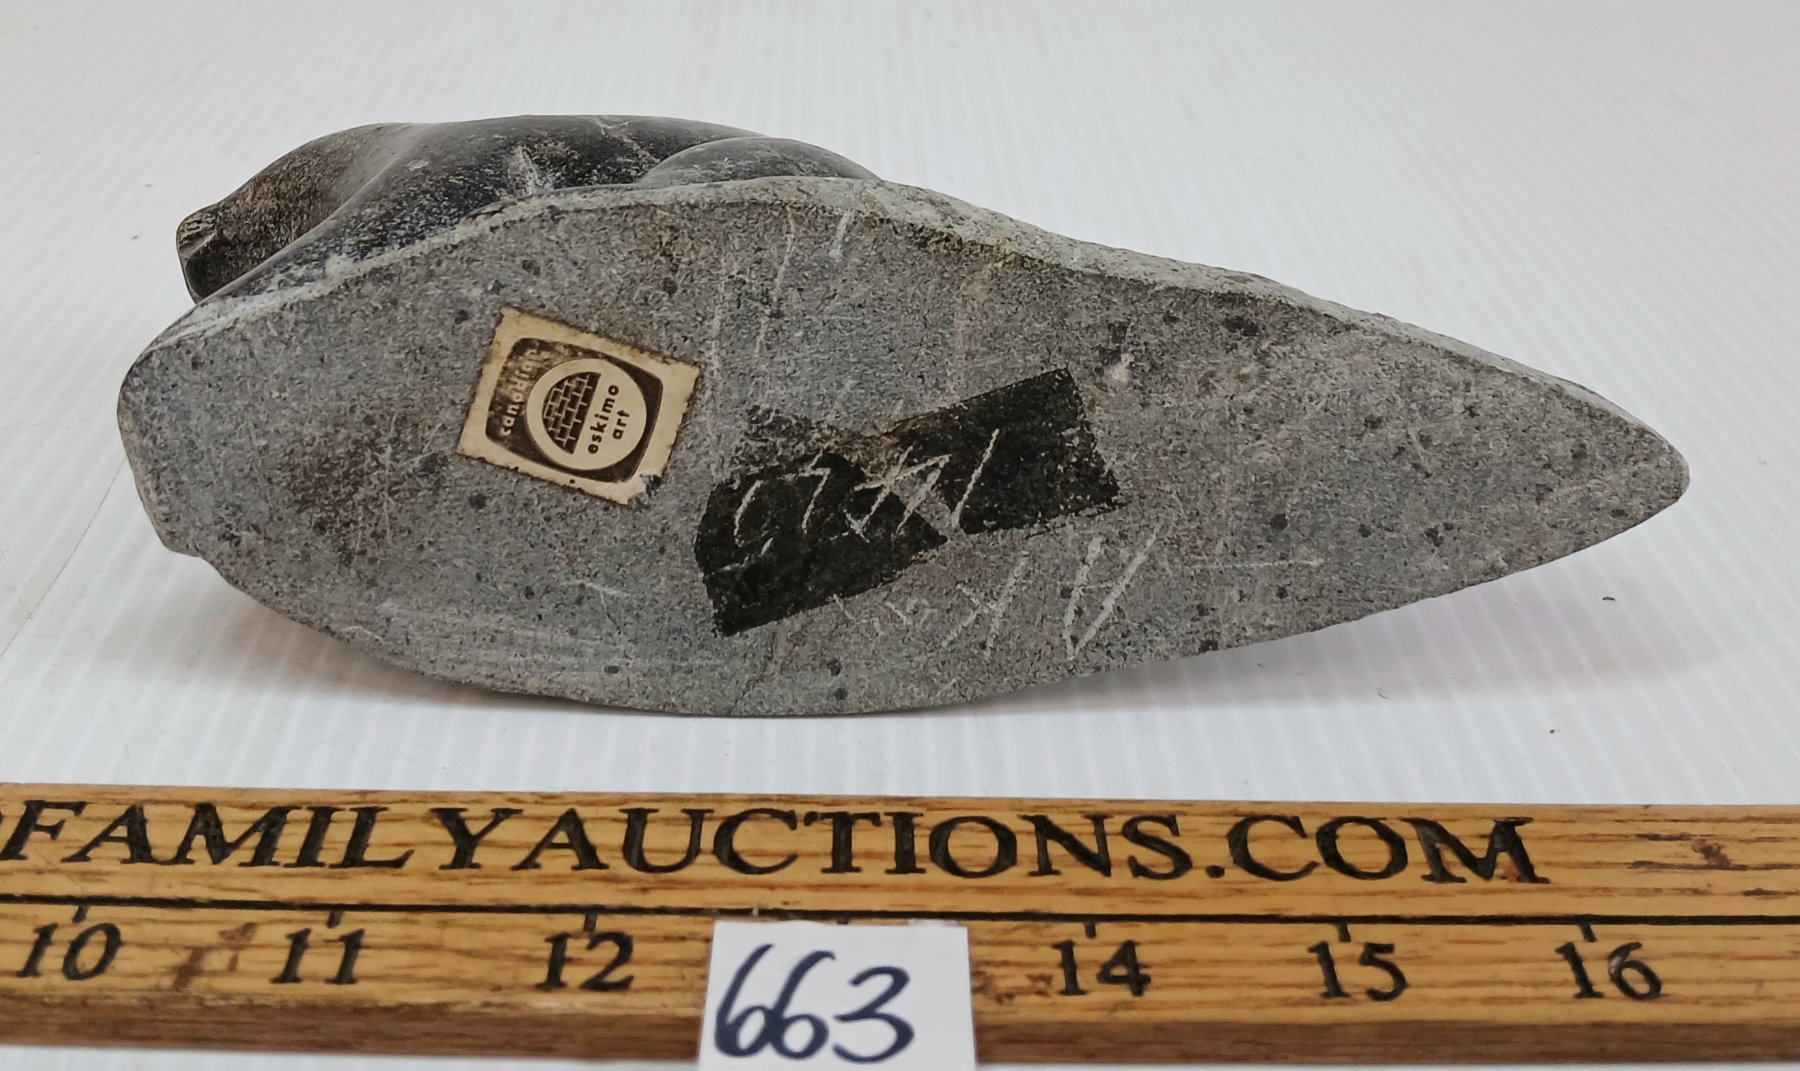 canadian
eskimo
art
FAMILYAUCTIONS.COM
10 11 12 14 15 16
663